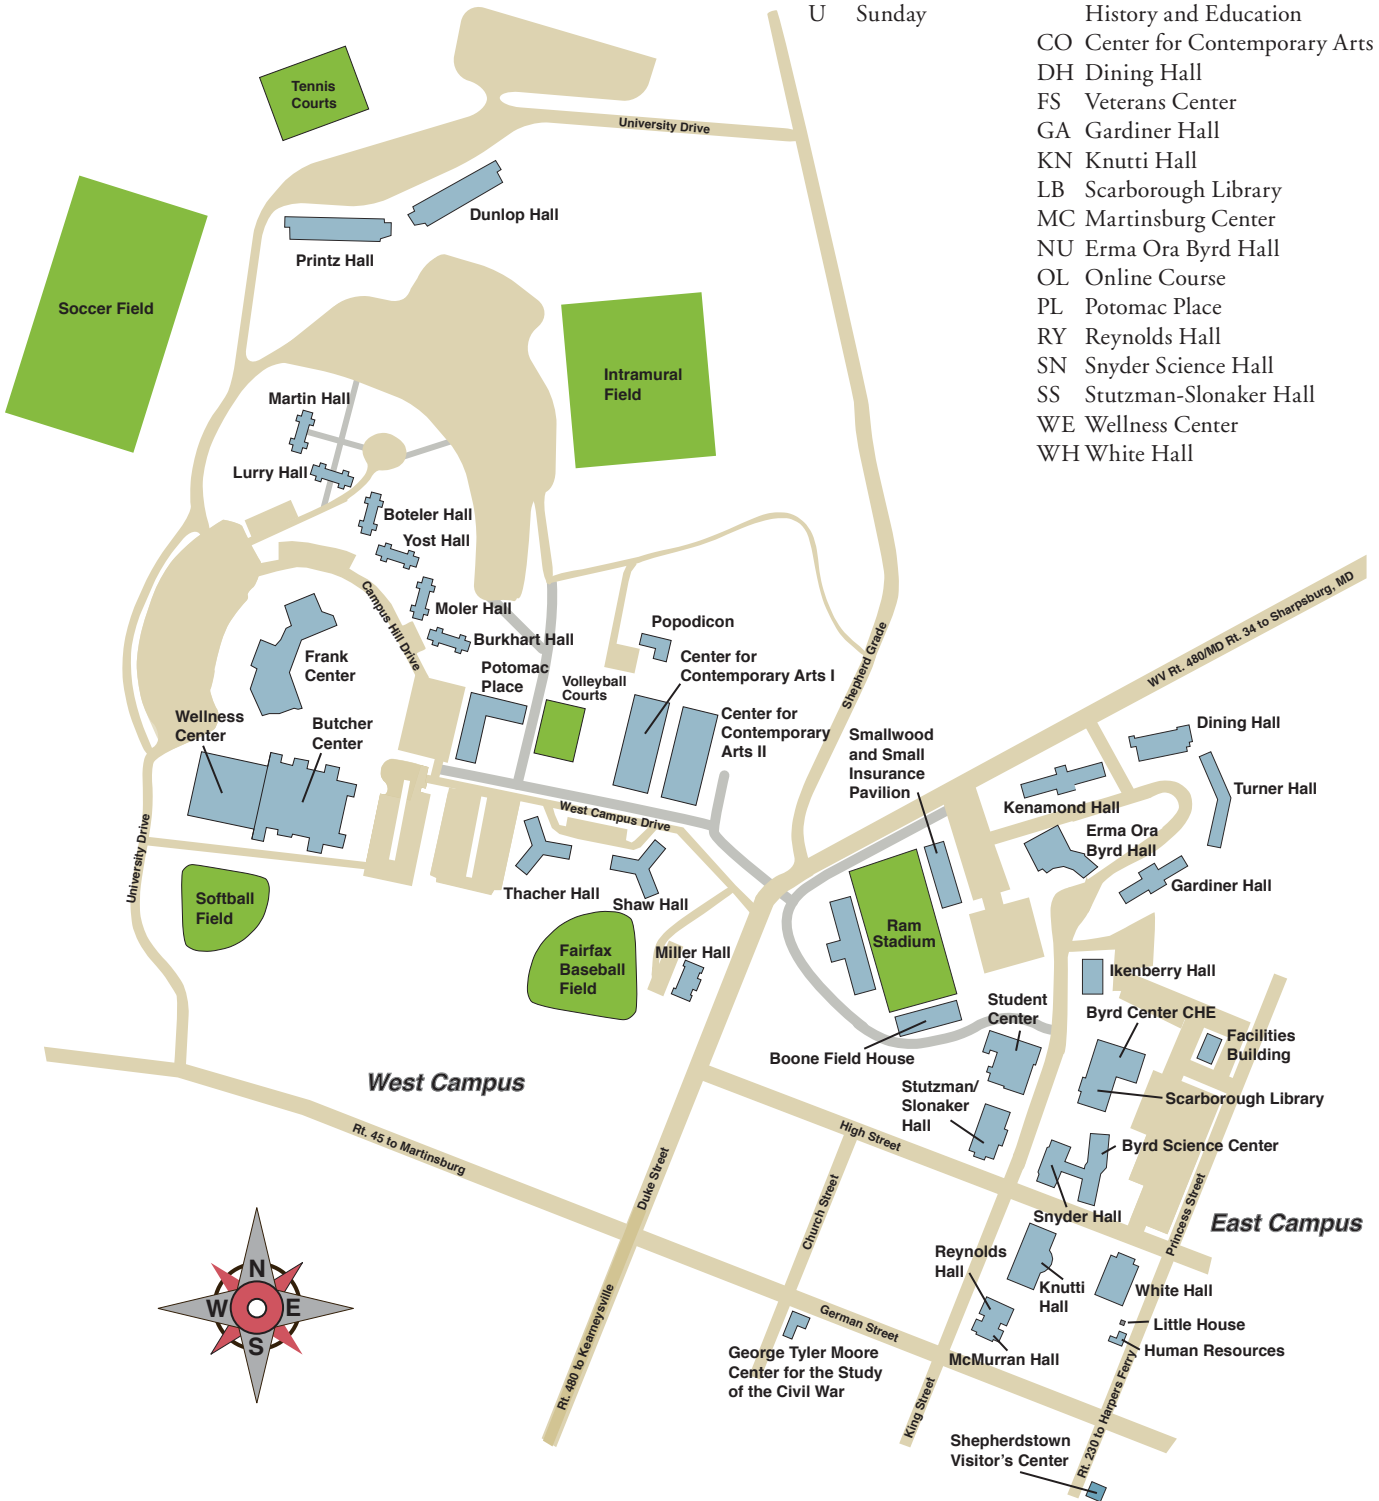 U Sunday
History and Education
CO Center for Contemporary Arts
DH Dining Hall
FS Veterans Center
GA Gardiner Hall
KN Knutti Hall
LB Scarborough Library
MC Martinsburg Center
NU Erma Ora Byrd Hall
OL Online Course
PL Potomac Place
RY Reynolds Hall
SN Snyder Science Hall
SS Stutzman-Slonaker Hall
WE Wellness Center
WH White Hall
Tennis
Courts
University Drive
Dunlop Hall
Printz Hall
Soccer Field
Intramural
Field
Martin Hall
Lurry Hall
Boteler Hall
Yost Hall
Campus Hill Drive
Moler Hall
Burkhart Hall
Frank
Center
Potomac
Place
Volleyball
Courts
Popodicon
Center for
Contemporary Arts I
Center for
Contemporary
Arts II
Shepherd Grade
WV Rt. 480/MD Rt. 34 to Sharpsburg, MD
Wellness
Center
Butcher
Center
Smallwood
and Small
Insurance
Pavilion
Dining Hall
Turner Hall
Kenamond Hall
Erma Ora
Byrd Hall
Gardiner Hall
West Campus Drive
University Drive
Thacher Hall
Shaw Hall
Softball
Field
Fairfax
Baseball
Field
Miller Hall
Ram
Stadium
Ikenberry Hall
Student
Center
Byrd Center CHE
Facilities
Building
Boone Field House
West Campus
Stutzman/
Slonaker
Hall
Scarborough Library
High Street
Byrd Science Center
Rt. 45 to Martinsburg
Duke Street
Church Street
Snyder Hall
Princess Street
East Campus
Reynolds
Hall
Knutti
Hall
White Hall
N
W E
S
Little House
Human Resources
German Street
George Tyler Moore
Center for the Study
of the Civil War
McMurran Hall
Rt. 480 to Kearneysville
King Street
Rt. 230 to Harpers Ferry
Shepherdstown
Visitor's Center